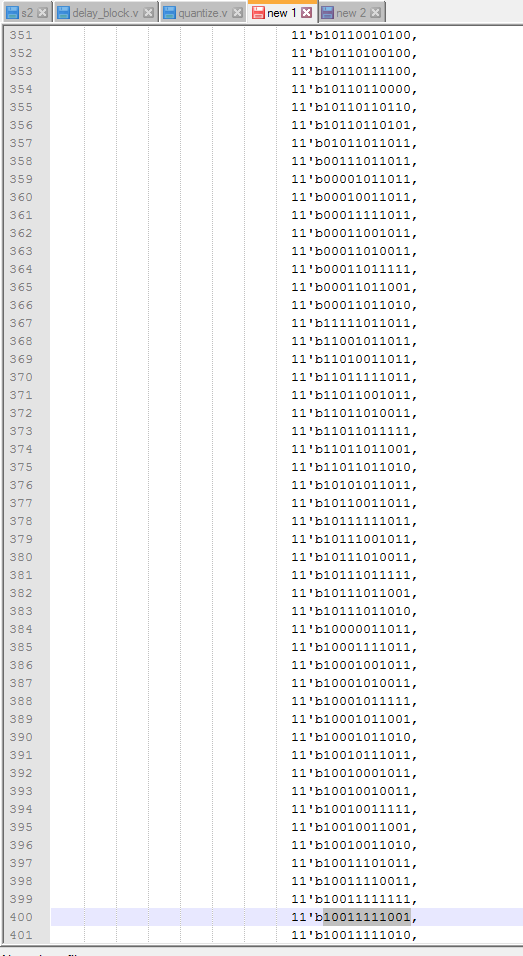 s2 delay_block.v quantize.v new 1 new 2
351 11'b10110010100,
352 11'b10110100100,
353 11'b10110111100,
354 11'b10110110000,
355 11'b10110110110,
356 11'b10110110101,
357 11'b01011011011,
358 11'b00111011011,
359 11'b00001011011,
360 11'b00010011011,
361 11'b00011111011,
362 11'b00011001011,
363 11'b00011010011,
364 11'b00011011111,
365 11'b00011011001,
366 11'b00011011010,
367 11'b11111011011,
368 11'b11001011011,
369 11'b11010011011,
370 11'b11011111011,
371 11'b11011001011,
372 11'b11011010011,
373 11'b11011011111,
374 11'b11011011001,
375 11'b11011011010,
376 11'b10101011011,
377 11'b10110011011,
378 11'b10111111011,
379 11'b10111001011,
380 11'b10111010011,
381 11'b10111011111,
382 11'b10111011001,
383 11'b10111011010,
384 11'b10000011011,
385 11'b10001111011,
386 11'b10001001011,
387 11'b10001010011,
388 11'b10001011111,
389 11'b10001011001,
390 11'b10001011010,
391 11'b10010111011,
392 11'b10010001011,
393 11'b10010010011,
394 11'b10010011111,
395 11'b10010011001,
396 11'b10010011010,
397 11'b10011101011,
398 11'b10011110011,
399 11'b10011111111,
400 11'b10011111001,
401 11'b10011111010,